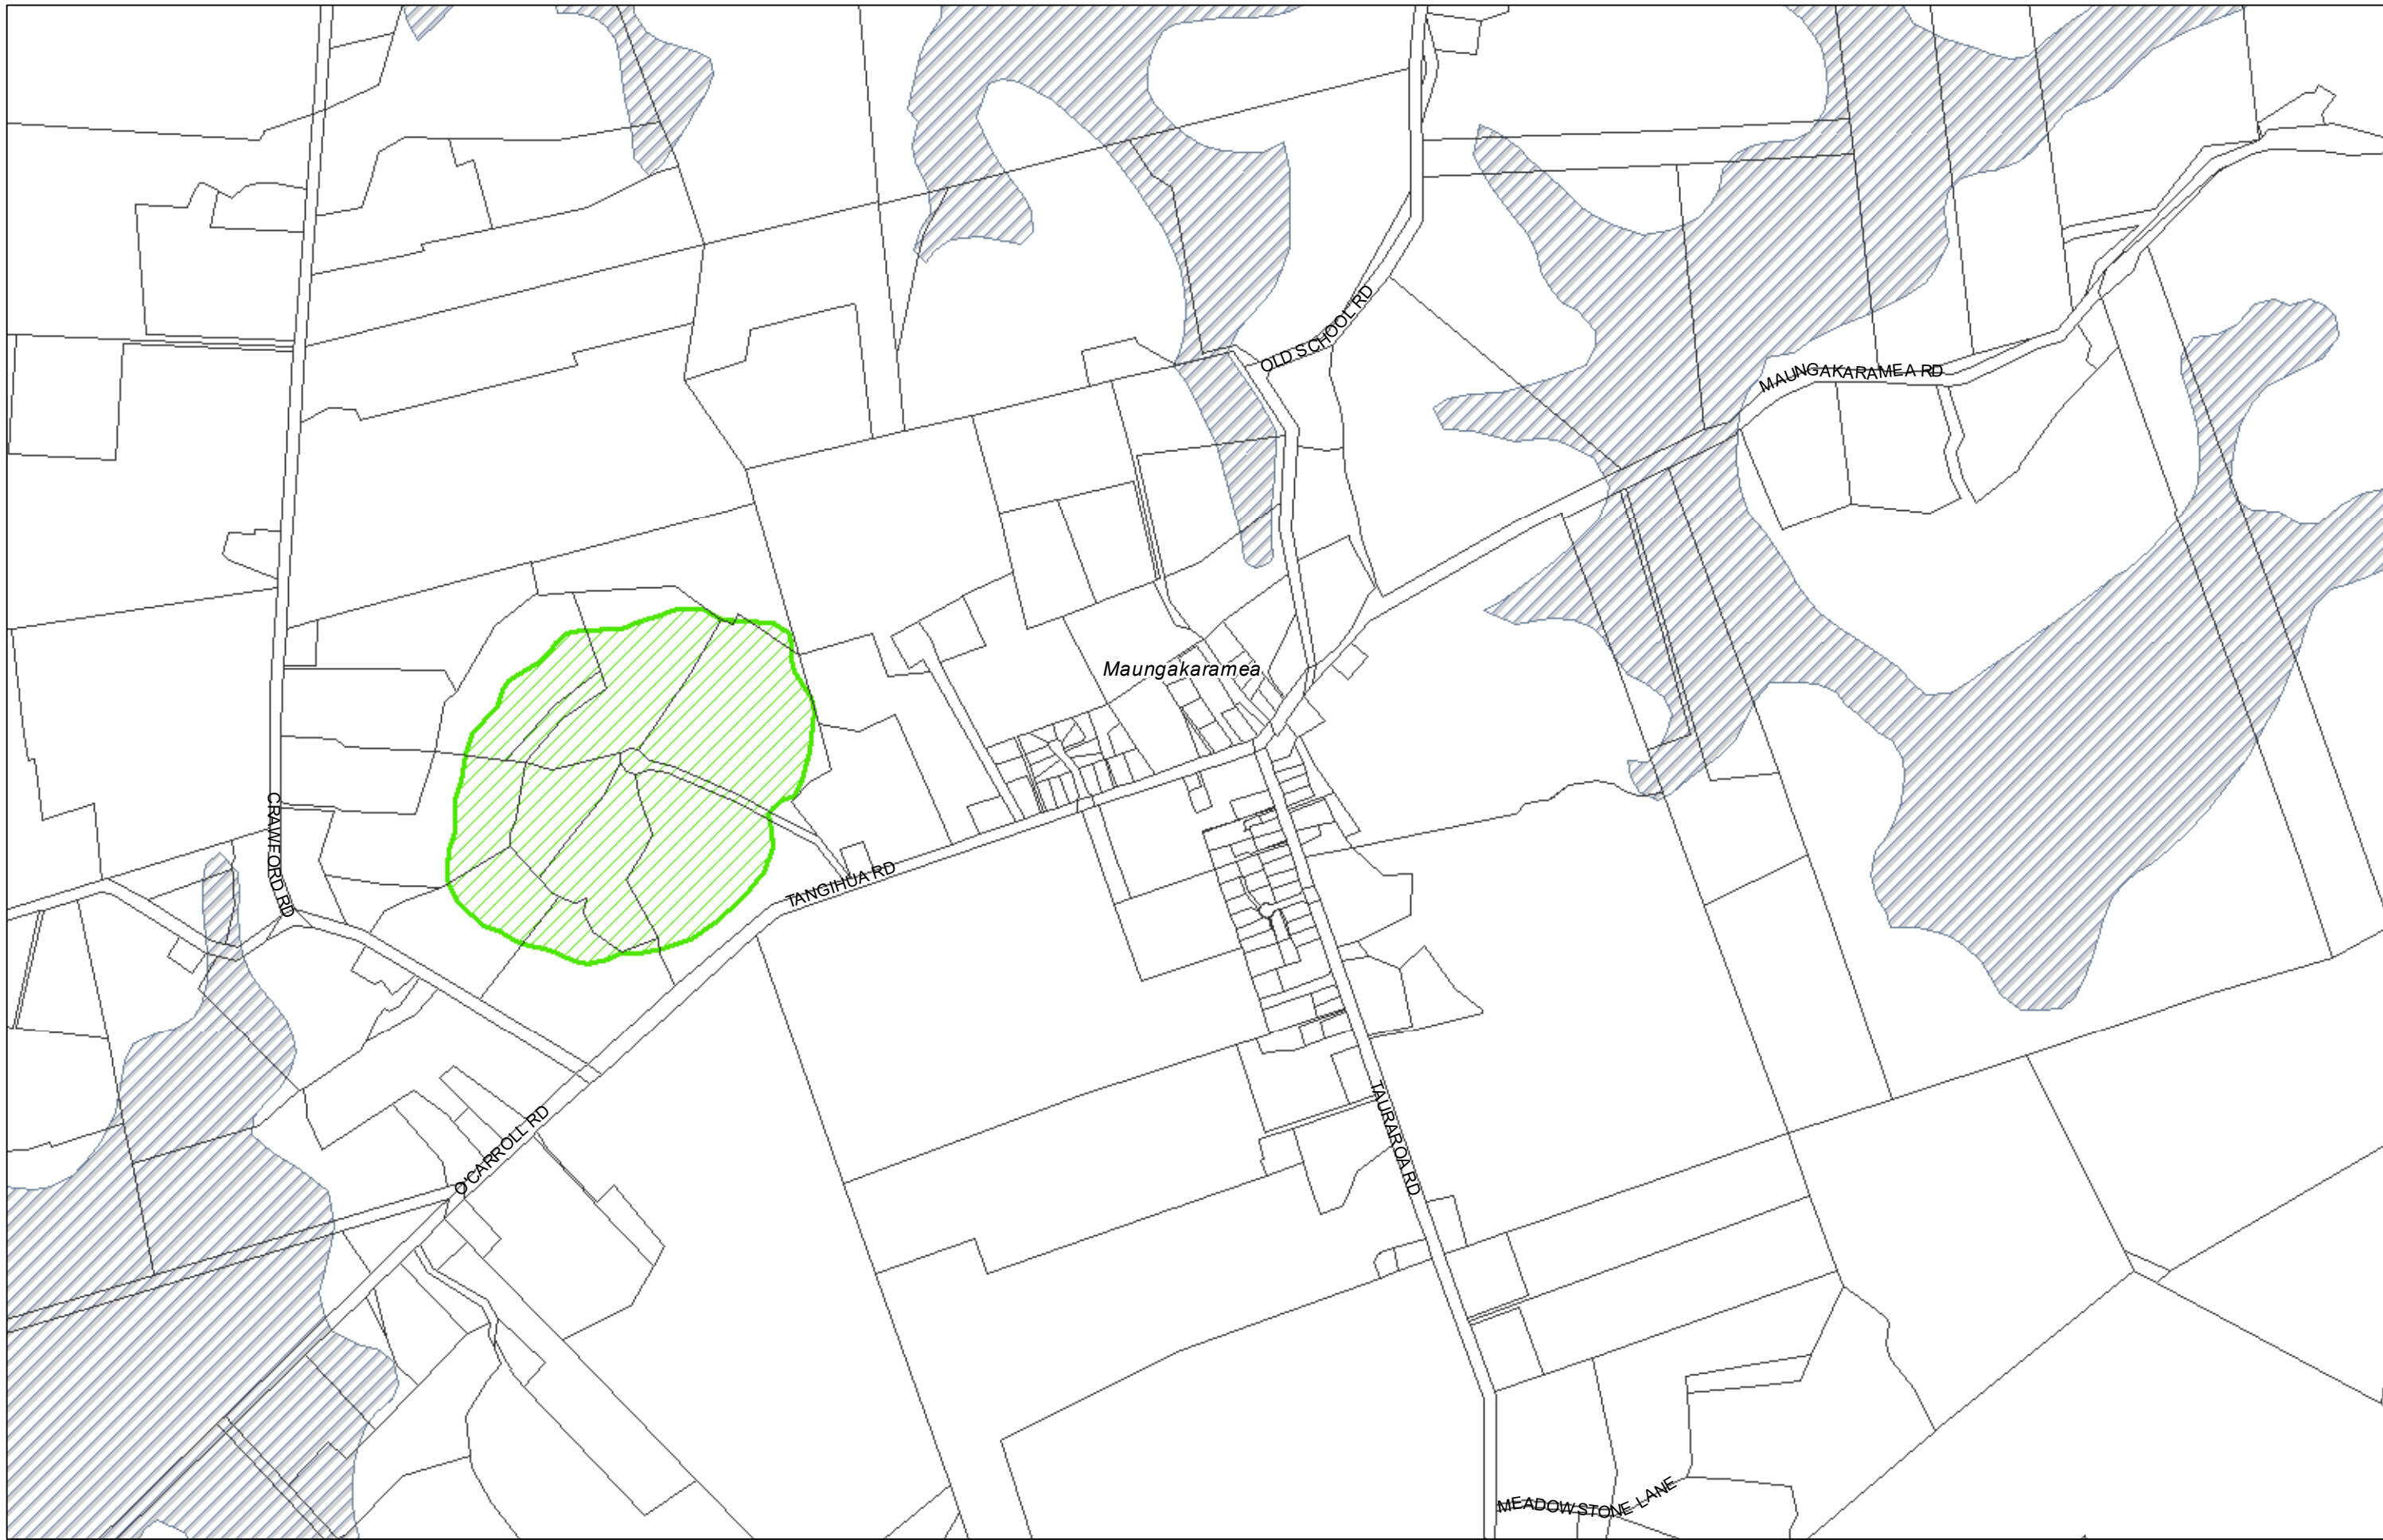 OLD SCHOOL RD
MAUNGAKARAMEA RD
Maungakaramea
CRAWFORD RD
TANGIHUA RD
O'CARROLL RD
TAURAROA RD
MEADOWSTONE LANE